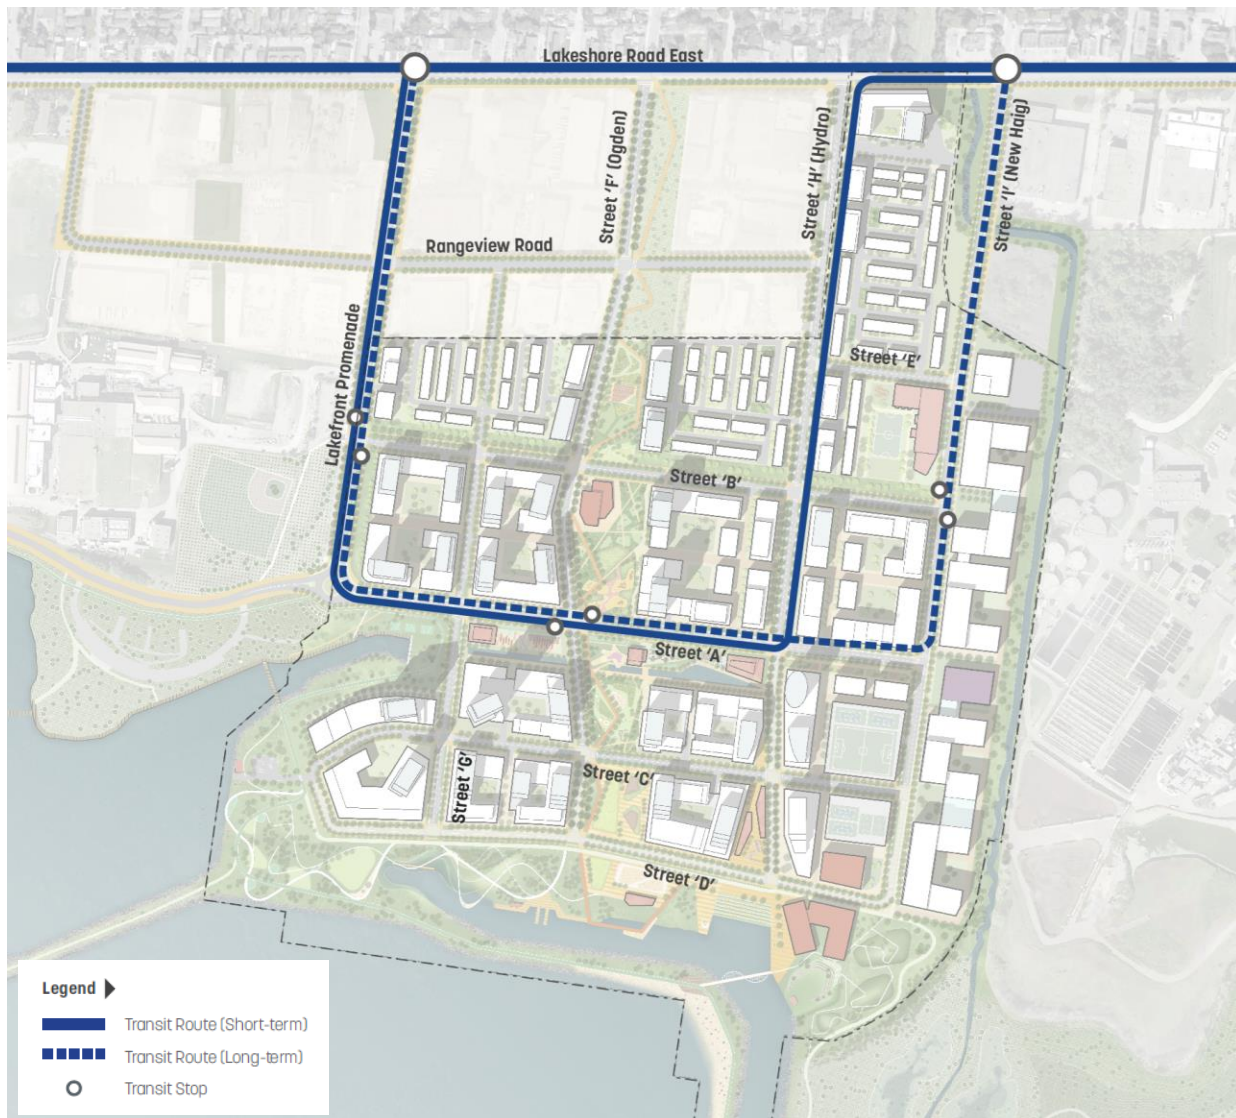 Lakeshore Road East
Street 'F' (Ogden)
Street 'H' (Hydro)
Street 'I' (New Haig)
Rangeview Road
Lakefront Promenade
Street 'E'
Street 'B'
Street 'A'
Street 'G'
Street 'C'
Street 'D'
Legend
Transit Route (Short-term)
Transit Route (Long-term)
Transit Stop